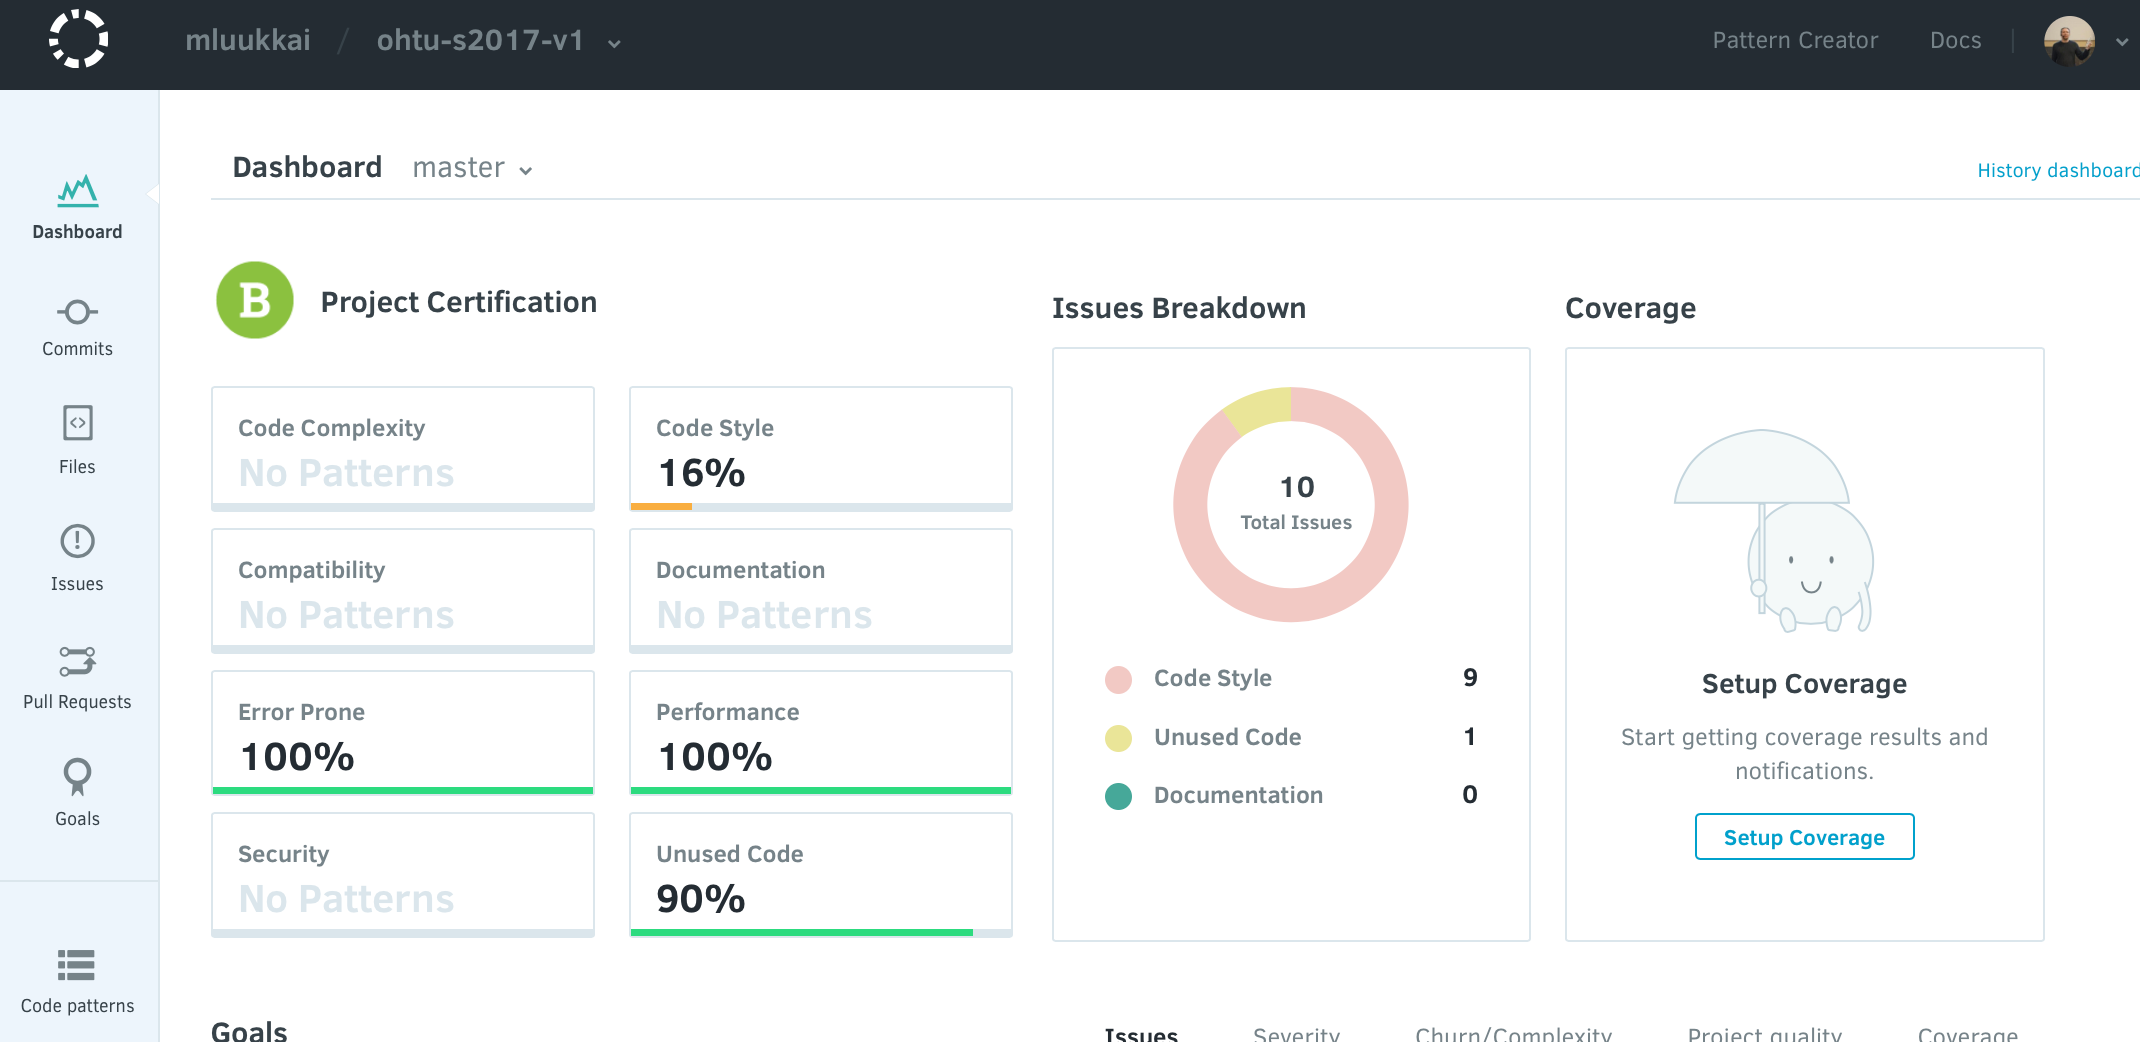 mluukkai / ohtu-s2017-v1
Pattern Creator
Docs
Dashboard
Commits
Files
Issues
Pull Requests
Goals
Code patterns
Dashboard master
History dashboard
B
Project Certification
Code Complexity
No Patterns
Code Style
16%
Compatibility
No Patterns
Documentation
No Patterns
Error Prone
100%
Performance
100%
Security
No Patterns
Unused Code
90%
Issues Breakdown
10
Total Issues
Code Style 9
Unused Code 1
Documentation 0
Coverage
Setup Coverage
Start getting coverage results and
notifications.
Setup Coverage
Goals
Issues Severity Churn/Complexity Project quality Coverage